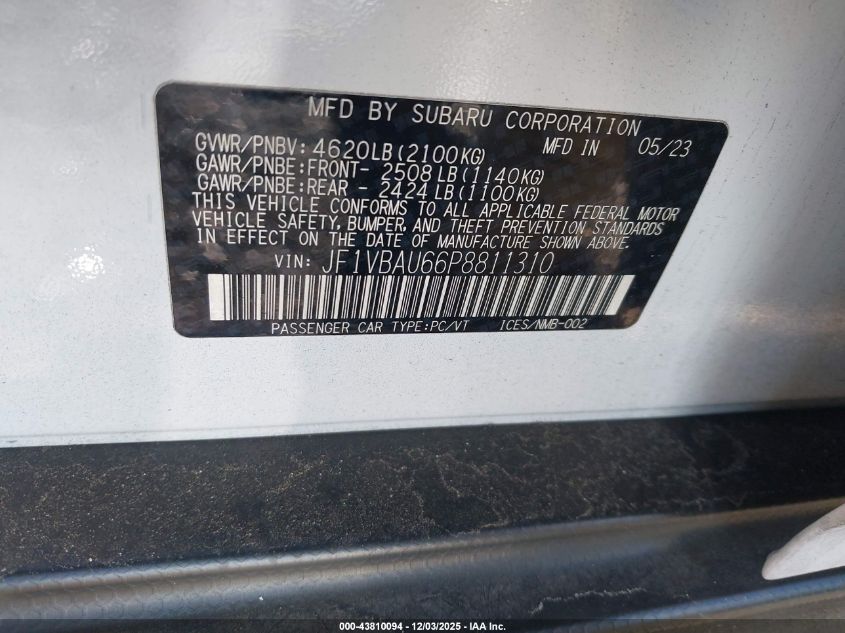 MFD BY SUBARU CORPORATION
GVWR/PNBV: 4620LB(2100KG) MFD IN 05/23
GAWR/PNBE:FRONT- 2508 LB(1140KG)
GAWR/PNBE:REAR - 2424 LB(1100KG)
THIS VEHICLE CONFORMS TO ALL APPLICABLE FEDERAL MOTOR
VEHICLE SAFETY, BUMPER, AND THEFT PREVENTION STANDARDS
IN EFFECT ON THE DATE OF MANUFACTURE SHOWN ABOVE.
VIN: JF1VBAU66P8811310
PASSENGER CAR TYPE:PC/VT ICES/NMB-002
000-43810094 - 12/03/2025 - IAA Inc.